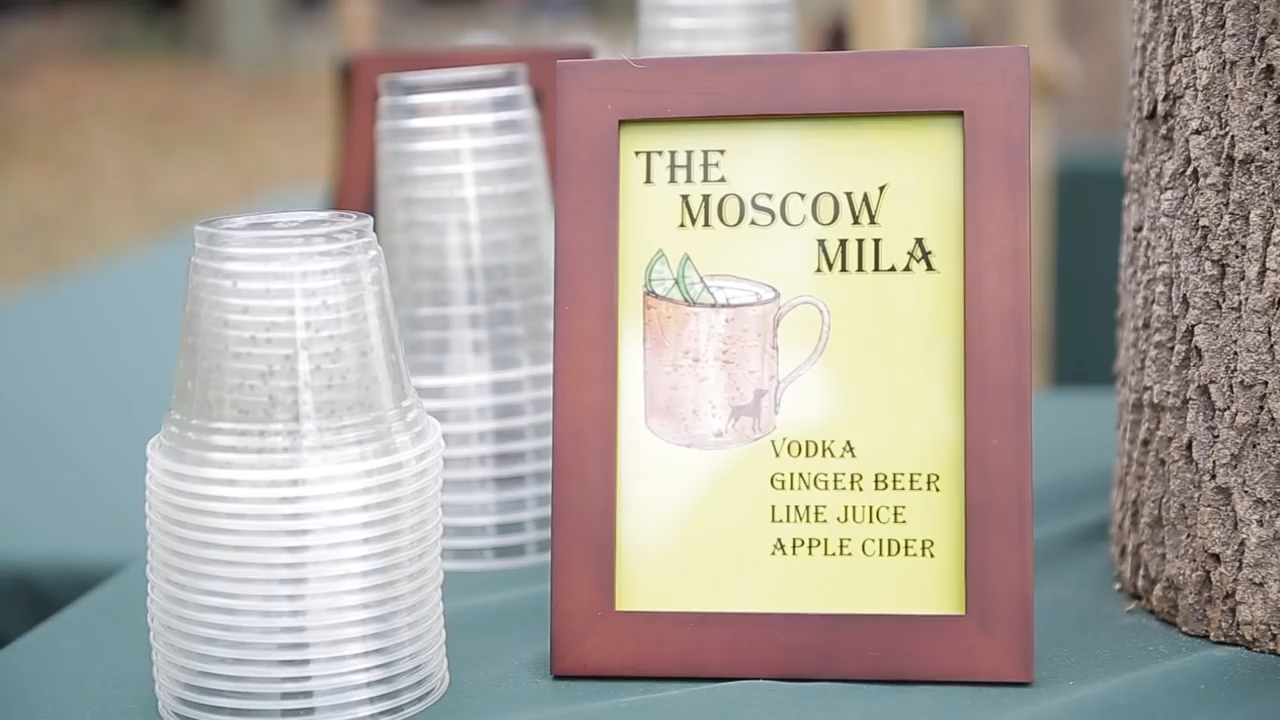 THE
MOSCOW
MILA
VODKA
GINGER BEER
LIME JUICE
APPLE CIDER